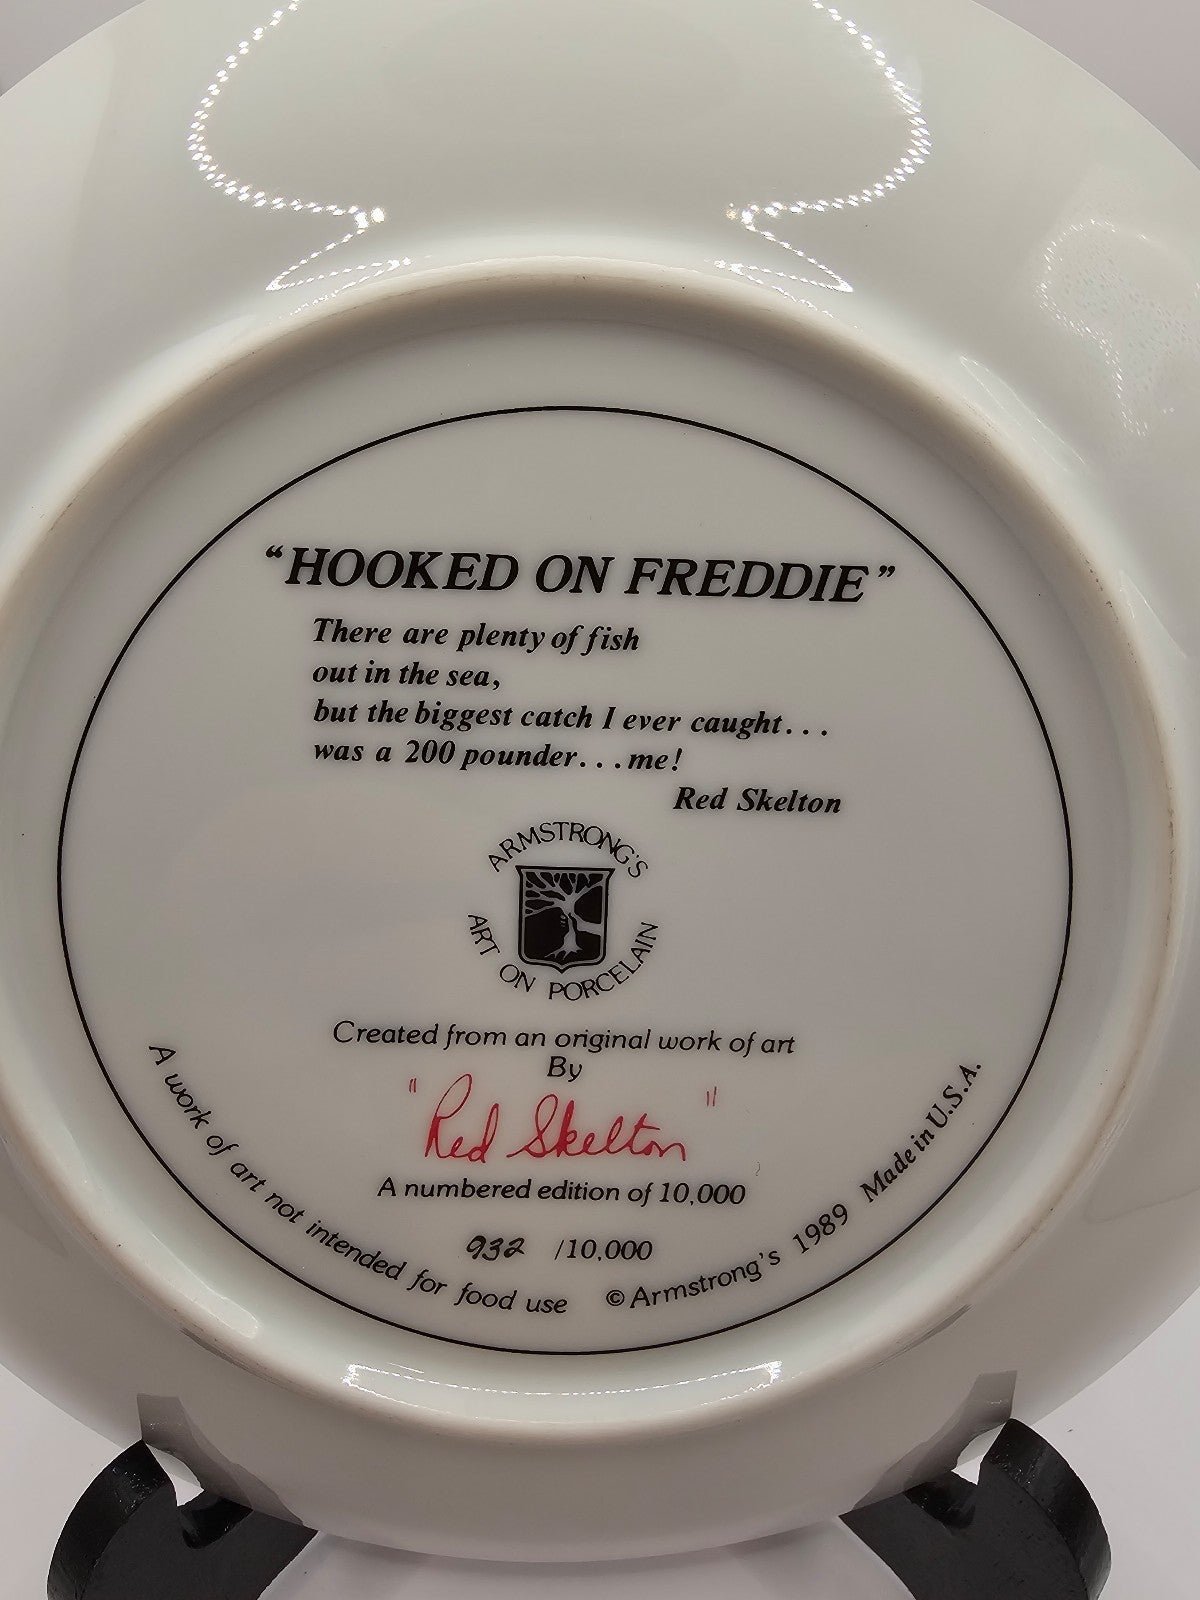 “HOOKED ON FREDDIE”
There are plenty of fish
out in the sea,
but the biggest catch I ever caught...
was a 200 pounder...me!
Red Skelton
ARMSTRONG'S
ART ON PORCELAIN
Created from an original work of art
By
"Red Skelton"
A numbered edition of 10,000
932 /10,000
A work of art not intended for food use
© Armstrong's 1989 Made in U.S.A.